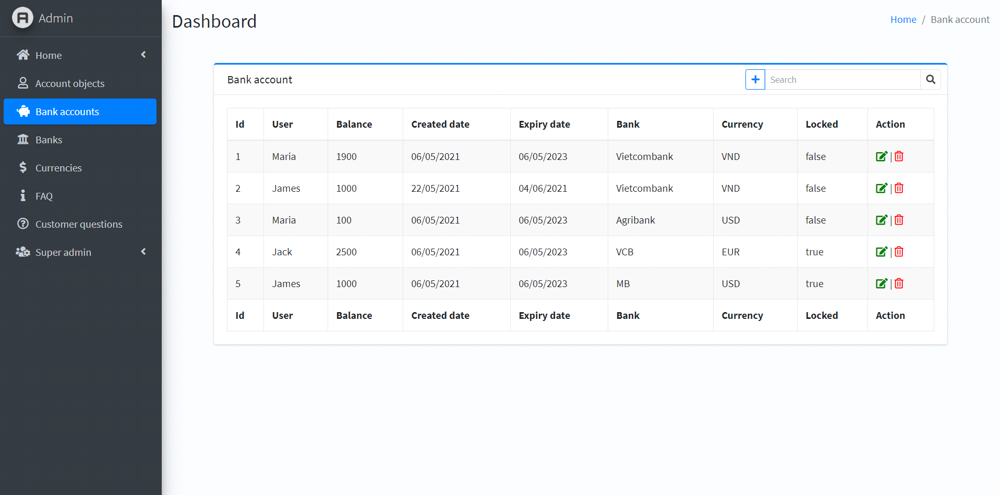 Admin
Dashboard
Home / Bank account
Home
Account objects
Bank accounts
Banks
Currencies
FAQ
Customer questions
Super admin
Bank account
Search
Id User Balance Created date Expiry date Bank Currency Locked Action
1 Maria 1900 06/05/2021 06/05/2023 Vietcombank VND false |
2 James 1000 22/05/2021 04/06/2021 Vietcombank VND false |
3 Maria 100 06/05/2021 06/05/2023 Agribank USD false |
4 Jack 2500 06/05/2021 06/05/2023 VCB EUR true |
5 James 1000 06/05/2021 06/05/2023 MB USD true |
Id User Balance Created date Expiry date Bank Currency Locked Action